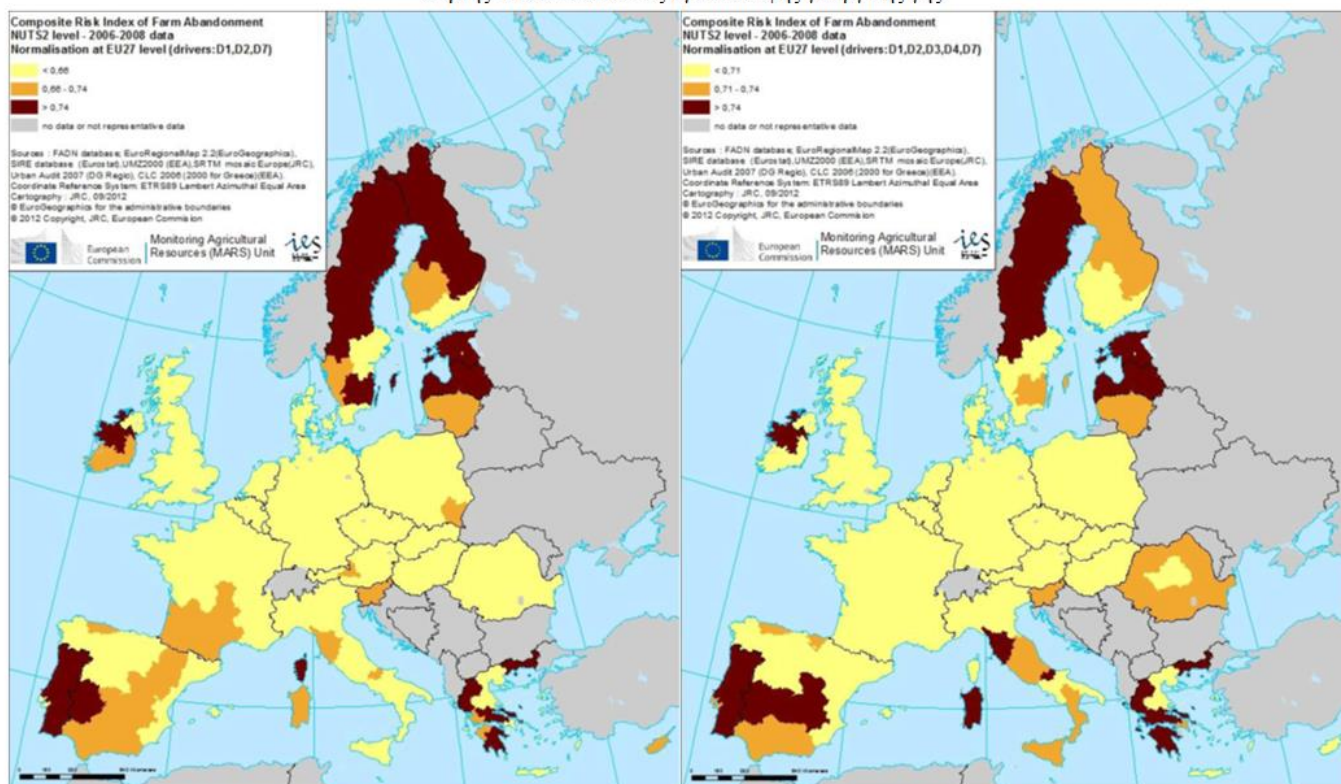 Composite Risk Index of Farm Abandonment
NUTS2 level - 2006-2008 data
Normalisation at EU27 level (drivers:D1,D2,D7)
< 0,66
0,66 - 0,74
> 0,74
no data or not representative data
Sources : FADN database; EuroRegionalMap 2.2(EuroGeographics),
SIRE database (Eurostat),UMZ2000 (EEA),SRTM mosaic Europe(JRC),
Urban Audit 2007 (DG Regio), CLC 2006 (2000 for Greece)(EEA).
Coordinate Reference System: ETRS89 Lambert Azimuthal Equal Area
Cartography : JRC, 09/2012
© EuroGeographics for the administrative boundaries
© 2012 Copyright, JRC, European Commision
European
Commission
Monitoring Agricultural
Resources (MARS) Unit
ies
Composite Risk Index of Farm Abandonment
NUTS2 level - 2006-2008 data
Normalisation at EU27 level (drivers:D1,D2,D3,D4,D7)
< 0,71
0,71 - 0,74
> 0,74
no data or not representative data
Sources : FADN database; EuroRegionalMap 2.2(EuroGeographics),
SIRE database (Eurostat),UMZ2000 (EEA),SRTM mosaic Europe(JRC),
Urban Audit 2007 (DG Regio), CLC 2006 (2000 for Greece)(EEA).
Coordinate Reference System: ETRS89 Lambert Azimuthal Equal Area
Cartography : JRC, 09/2012
© EuroGeographics for the administrative boundaries
© 2012 Copyright, JRC, European Commision
European
Commission
Monitoring Agricultural
Resources (MARS) Unit
ies